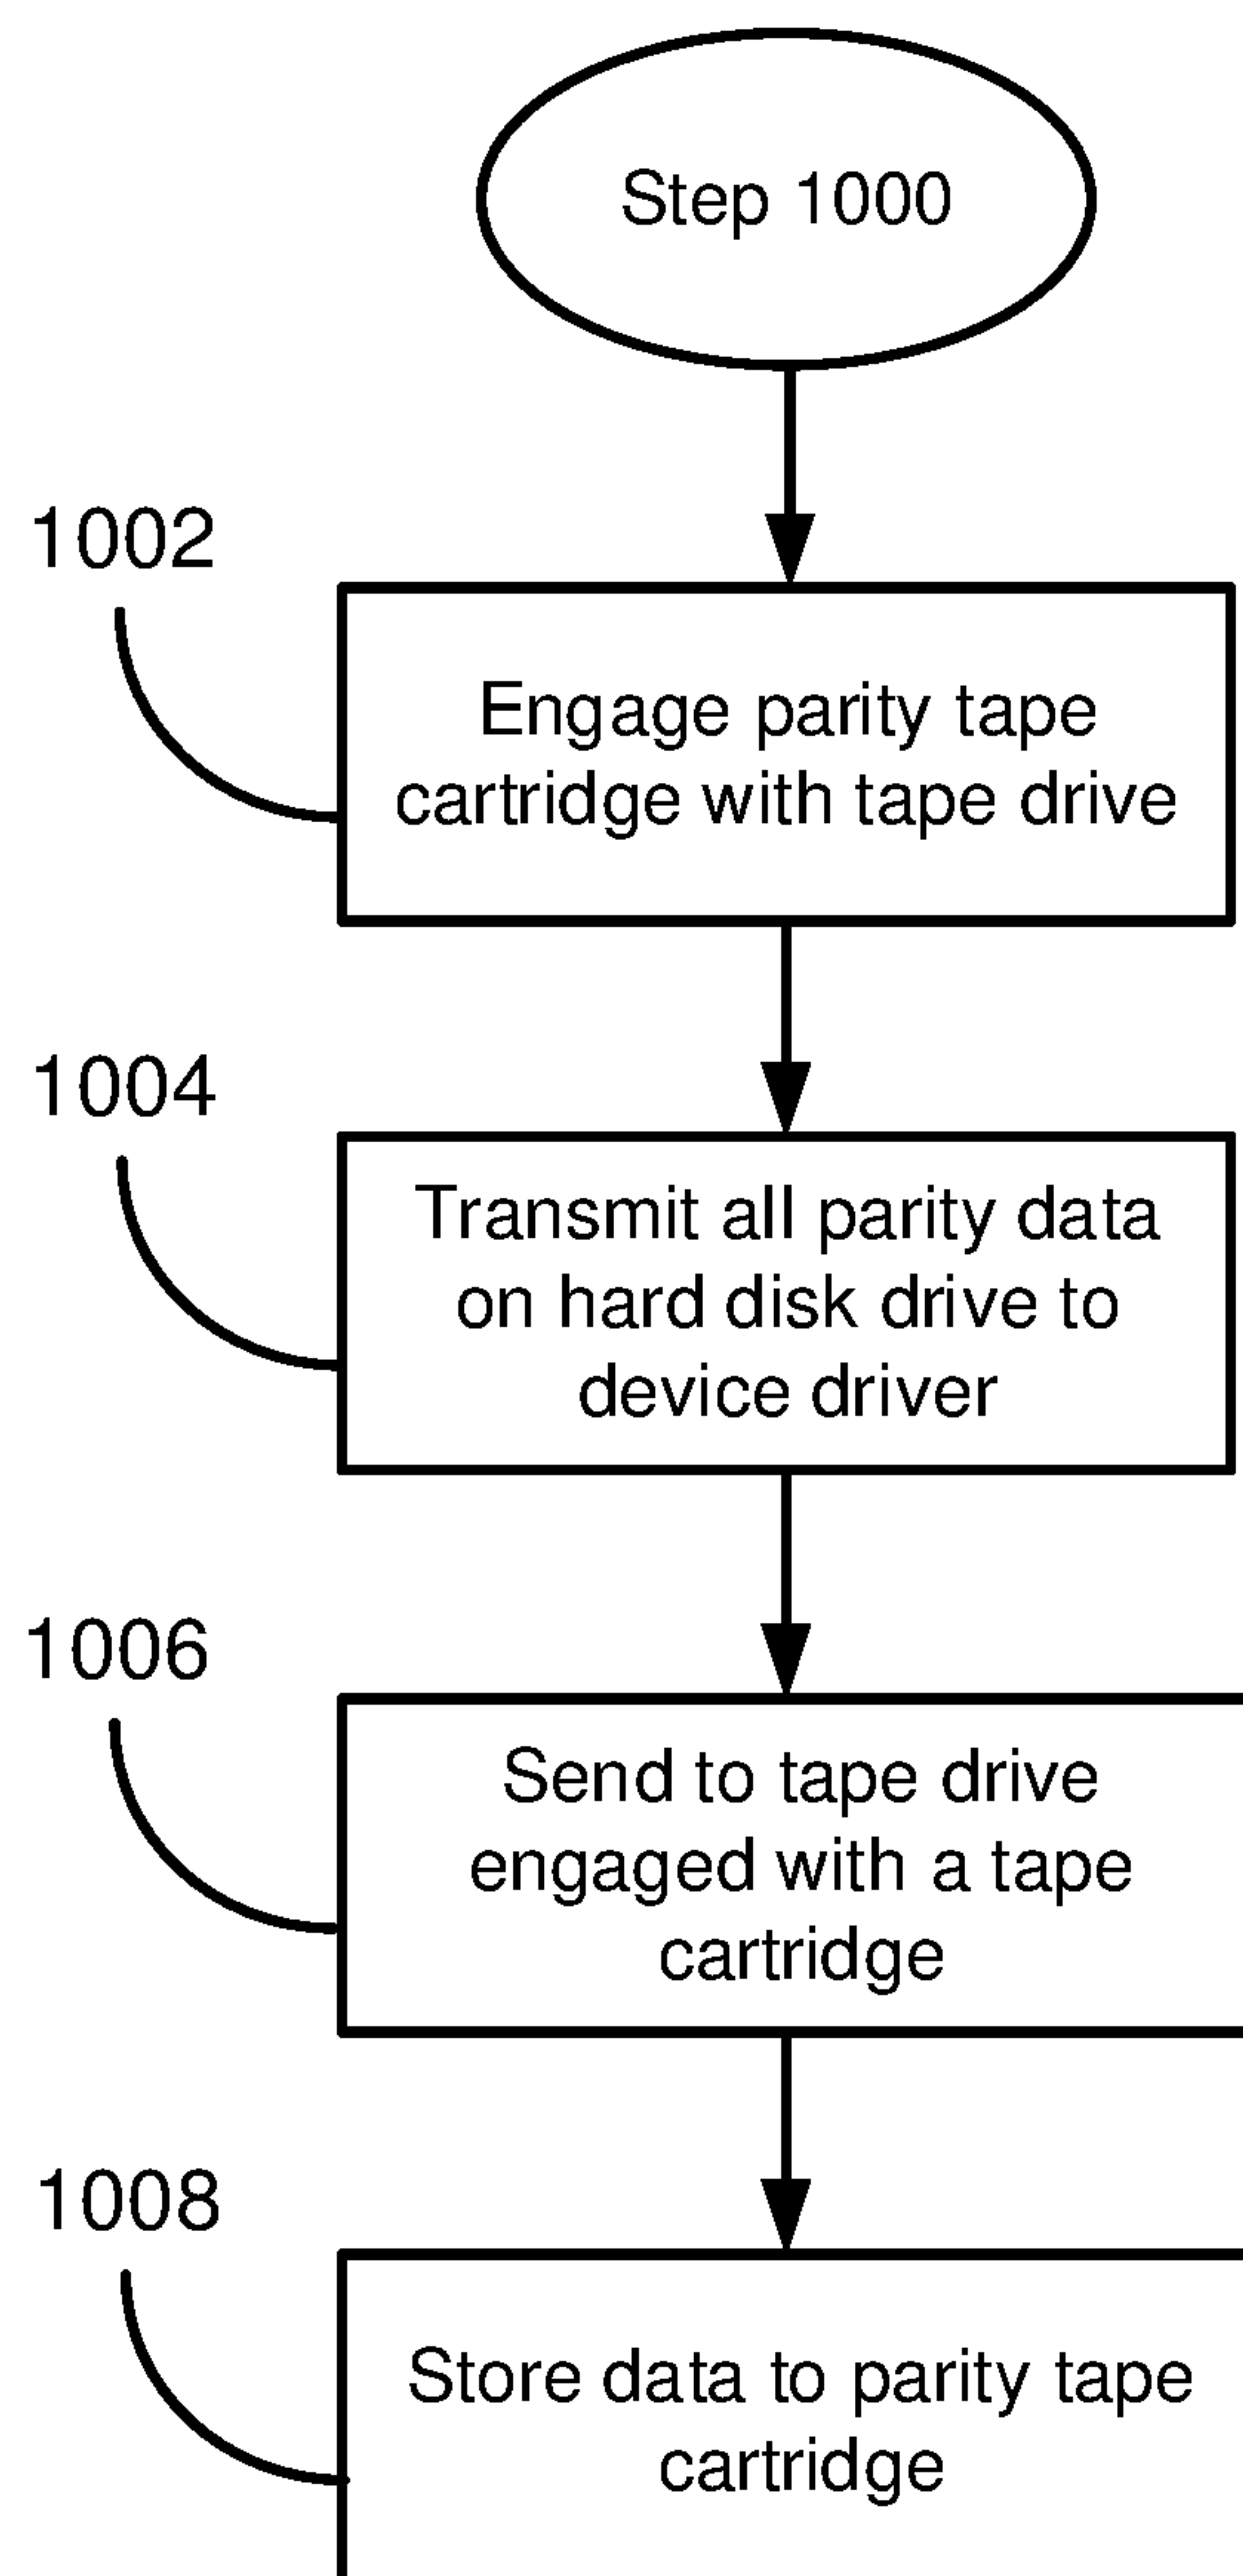 Step 1000
1002
Engage parity tape
cartridge with tape drive
1004
Transmit all parity data
on hard disk drive to
device driver
1006
Send to tape drive
engaged with a tape
cartridge
1008
Store data to parity tape
cartridge